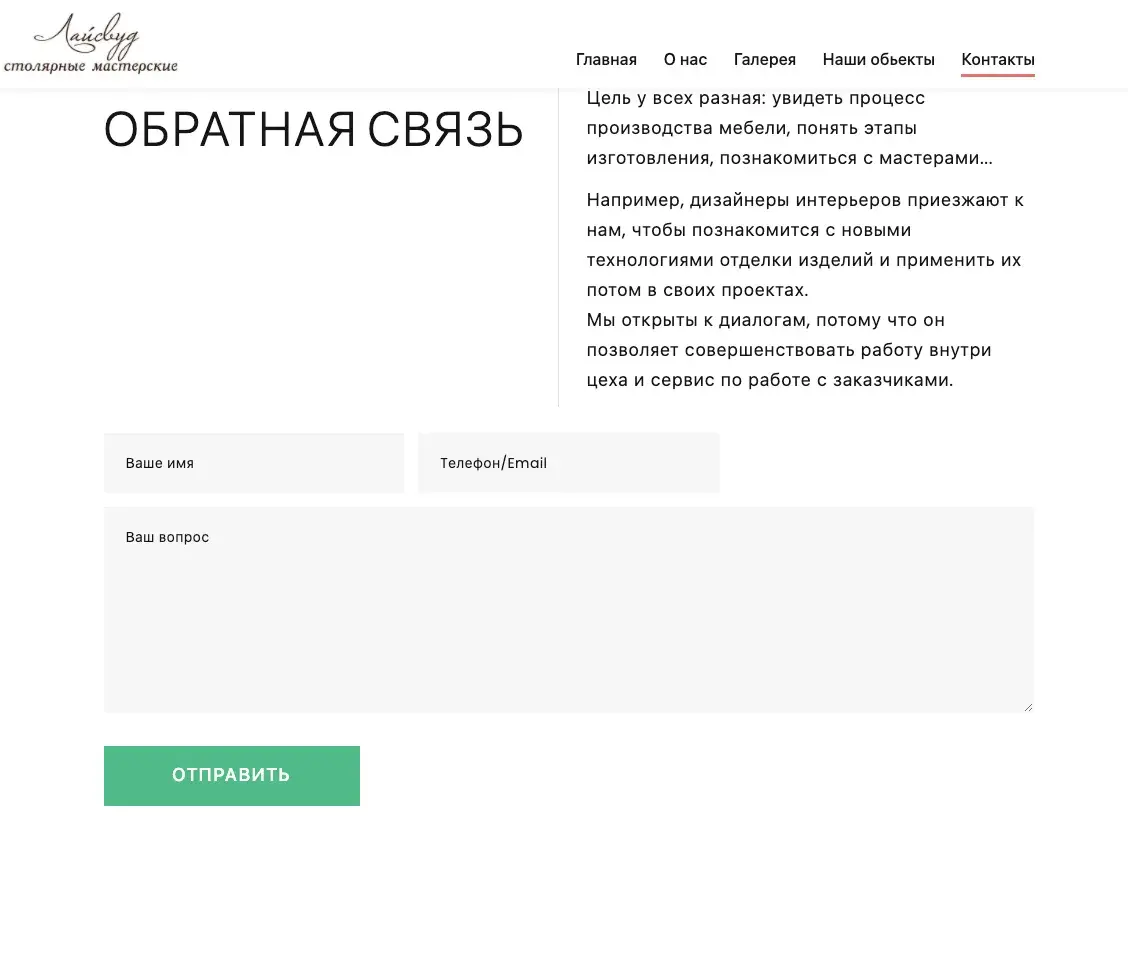 Лайсвуд
столярные мастерские
Главная О нас Галерея Наши обьекты Контакты
ОБРАТНАЯ СВЯЗЬ
Цель у всех разная: увидеть процесс
производства мебели, понять этапы
изготовления, познакомиться с мастерами...
Например, дизайнеры интерьеров приезжают к
нам, чтобы познакомится с новыми
технологиями отделки изделий и применить их
потом в своих проектах.
Мы открыты к диалогам, потому что он
позволяет совершенствовать работу внутри
цеха и сервис по работе с заказчиками.
Ваше имя
Телефон/Email
Ваш вопрос
ОТПРАВИТЬ